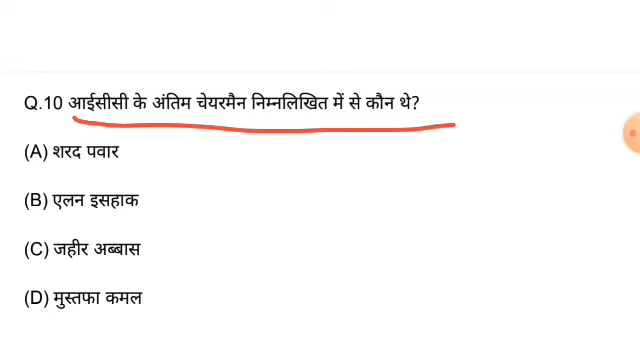 Q.10 आईसीसी के अंतिम चेयरमैन निम्नलिखित में से कौन थे?
(A) शरद पवार
(B) एलन इसहाक
(C) जहीर अब्बास
(D) मुस्तफा कमल